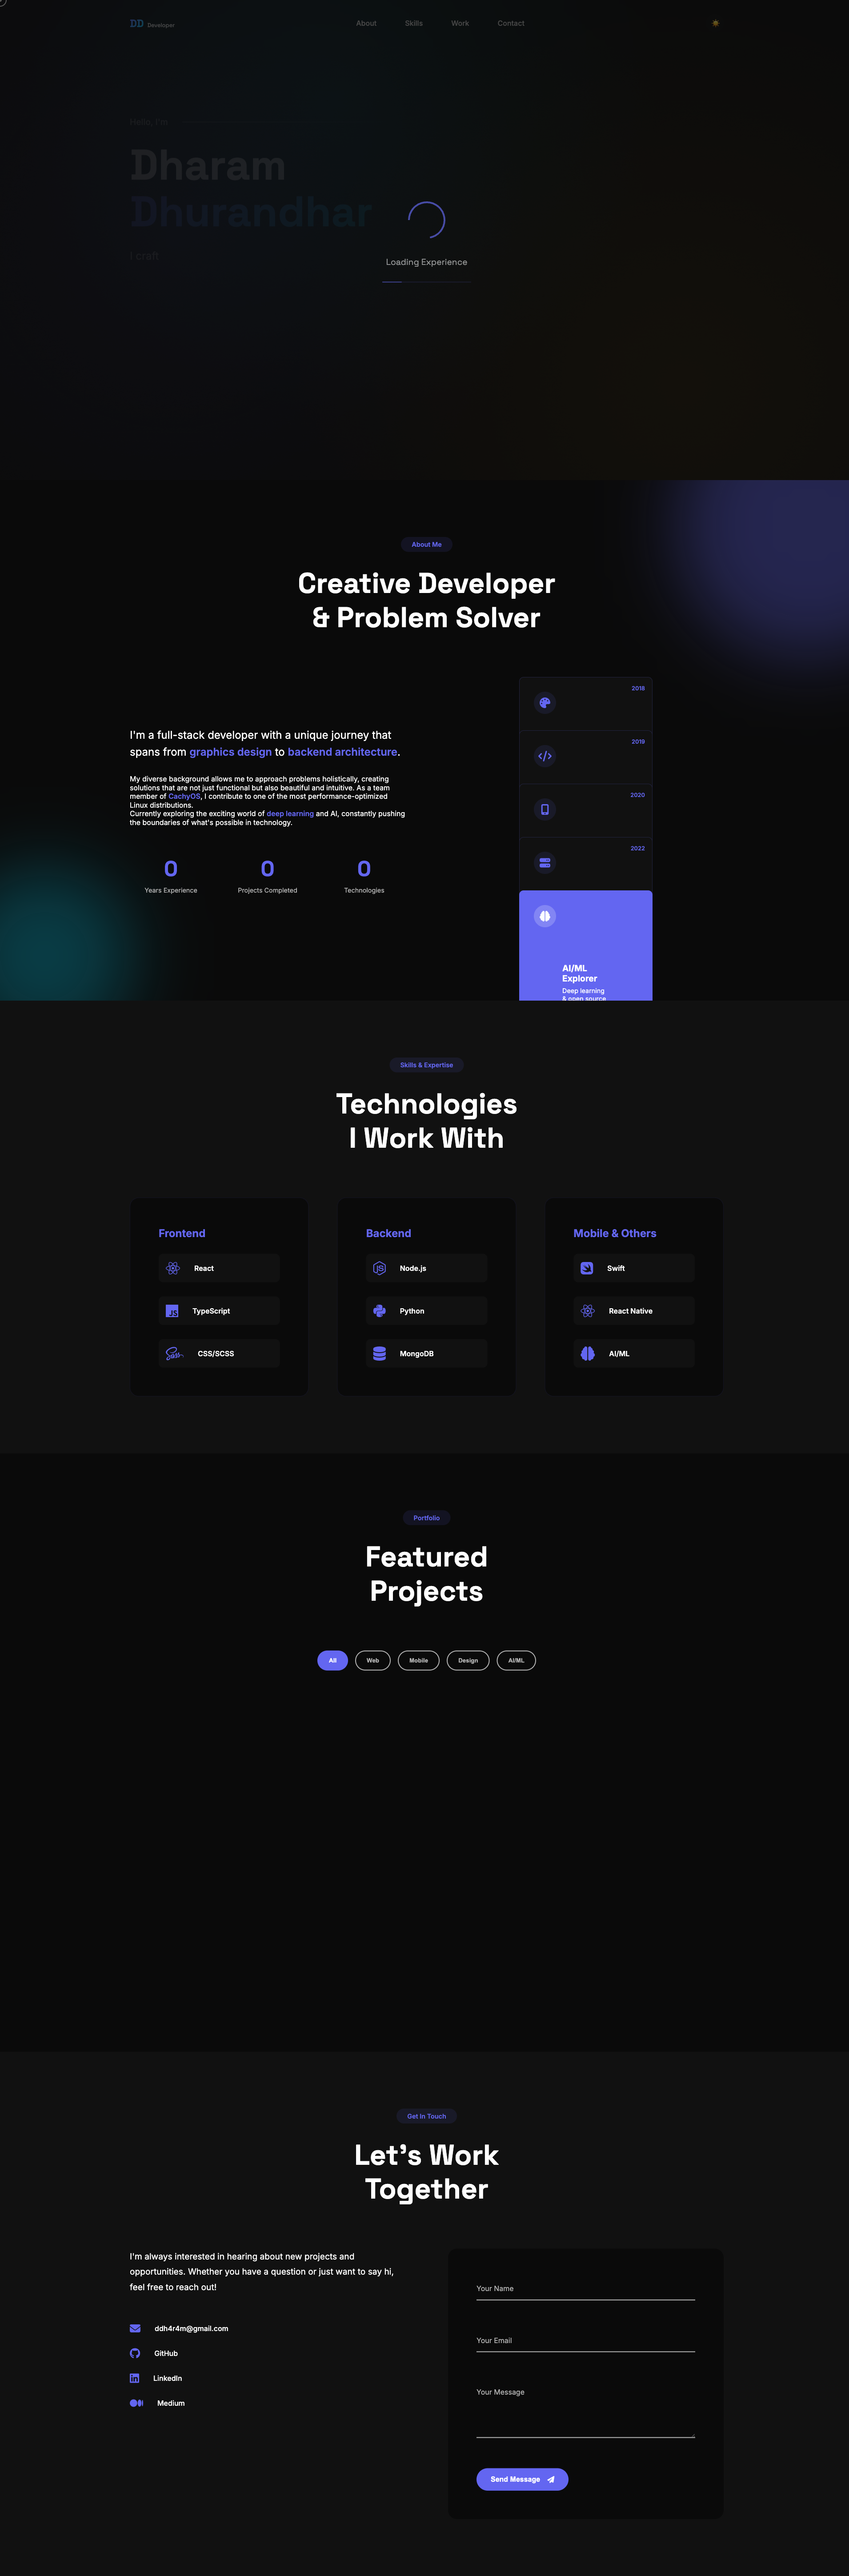 DD Developer
About
Skills
Work
Contact
Hello, I'm
Dharam
Dhurandhar
I craft
Loading Experience
About Me
Creative Developer
& Problem Solver
I'm a full-stack developer with a unique journey that
spans from graphics design to backend architecture.
My diverse background allows me to approach problems holistically, creating
solutions that are not just functional but also beautiful and intuitive. As a team
member of CachyOS, I contribute to one of the most performance-optimized
Linux distributions.
Currently exploring the exciting world of deep learning and AI, constantly pushing
the boundaries of what's possible in technology.
0
Years Experience
0
Projects Completed
0
Technologies
2018
2019
2020
2022
AI/ML
Explorer
Deep learning
& open source
Skills & Expertise
Technologies
I Work With
Frontend
React
JS TypeScript
CSS/SCSS
Backend
Node.js
Python
MongoDB
Mobile & Others
Swift
React Native
AI/ML
Portfolio
Featured
Projects
All
Web
Mobile
Design
AI/ML
Get In Touch
Let's Work
Together
I'm always interested in hearing about new projects and
opportunities. Whether you have a question or just want to say hi,
feel free to reach out!
ddh4r4m@gmail.com
GitHub
LinkedIn
Medium
Your Name
Your Email
Your Message
Send Message